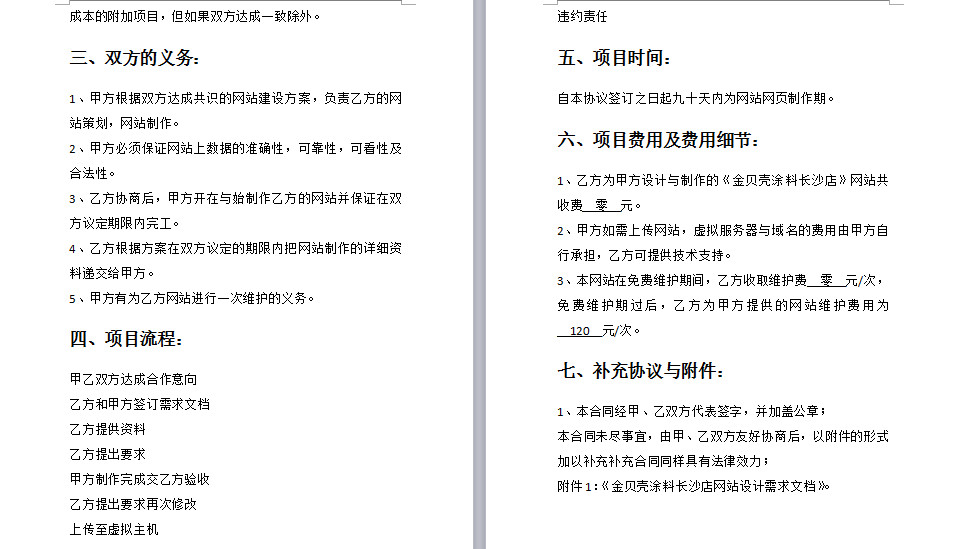 成本的附加项目，但如果双方达成一致除外。
三、双方的义务：
1、甲方根据双方达成共识的网站建设方案，负责乙方的网
站策划，网站制作。
2、甲方必须保证网站上数据的准确性，可靠性，可看性及
合法性。
3、乙方协商后，甲方开在与始制作乙方的网站并保证在双
方议定期限内完工。
4、乙方根据方案在双方议定的期限内把网站制作的详细资
料递交给甲方。
5、甲方有为乙方网站进行一次维护的义务。
四、项目流程：
甲乙双方达成合作意向
乙方和甲方签订需求文档
乙方提供资料
乙方提出要求
甲方制作完成交乙方验收
乙方提出要求再次修改
上传至虚拟主机
违约责任
五、项目时间：
自本协议签订之日起九十天内为网站网页制作期。
六、项目费用及费用细节：
1、乙方为甲方设计与制作的《金贝壳涂料长沙店》网站共
收费 零 元。
2、甲方如需上传网站，虚拟服务器与域名的费用由甲方自
行承担，乙方可提供技术支持。
3、本网站在免费维护期间，乙方收取维护费 零 元/次，
免费维护期过后，乙方为甲方提供的网站维护费用为
120 元/次。
七、补充协议与附件：
1、本合同经甲、乙双方代表签字，并加盖公章；
本合同未尽事宜，由甲、乙双方友好协商后，以附件的形式
加以补充补充合同同样具有法律效力；
附件1：《金贝壳涂料长沙店网站设计需求文档》。